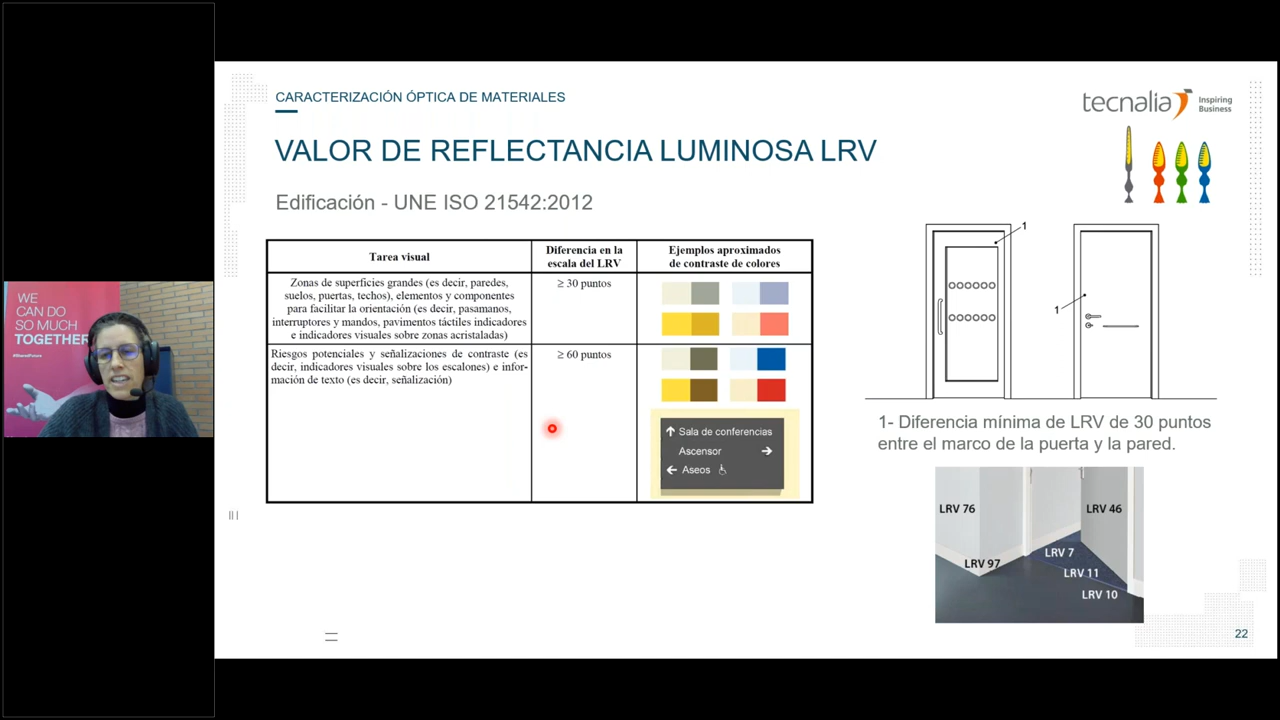 WE
CAN DO
SO MUCH
TOGETHER
CARACTERIZACIÓN ÓPTICA DE MATERIALES
tecnalia Inspiring
Business
VALOR DE REFLECTANCIA LUMINOSA LRV
Edificación - UNE ISO 21542:2012
Tarea visual
Diferencia en la
escala del LRV
Ejemplos aproximados
de contraste de colores
Zonas de superficies grandes (es decir, paredes,
suelos, puertas, techos), elementos y componentes
para facilitar la orientación (es decir, pasamanos,
interruptores y mandos, pavimentos táctiles indicadores
e indicadores visuales sobre zonas acristaladas)
≥ 30 puntos
Riesgos potenciales y señalizaciones de contraste (es
decir, indicadores visuales sobre los escalones) e infor-
mación de texto (es decir, señalización)
≥ 60 puntos
Sala de conferencias
Ascensor
Aseos
1
1
1- Diferencia mínima de LRV de 30 puntos
entre el marco de la puerta y la pared.
LRV 76
LRV 46
LRV 97
LRV 7
LRV 11
LRV 10
22